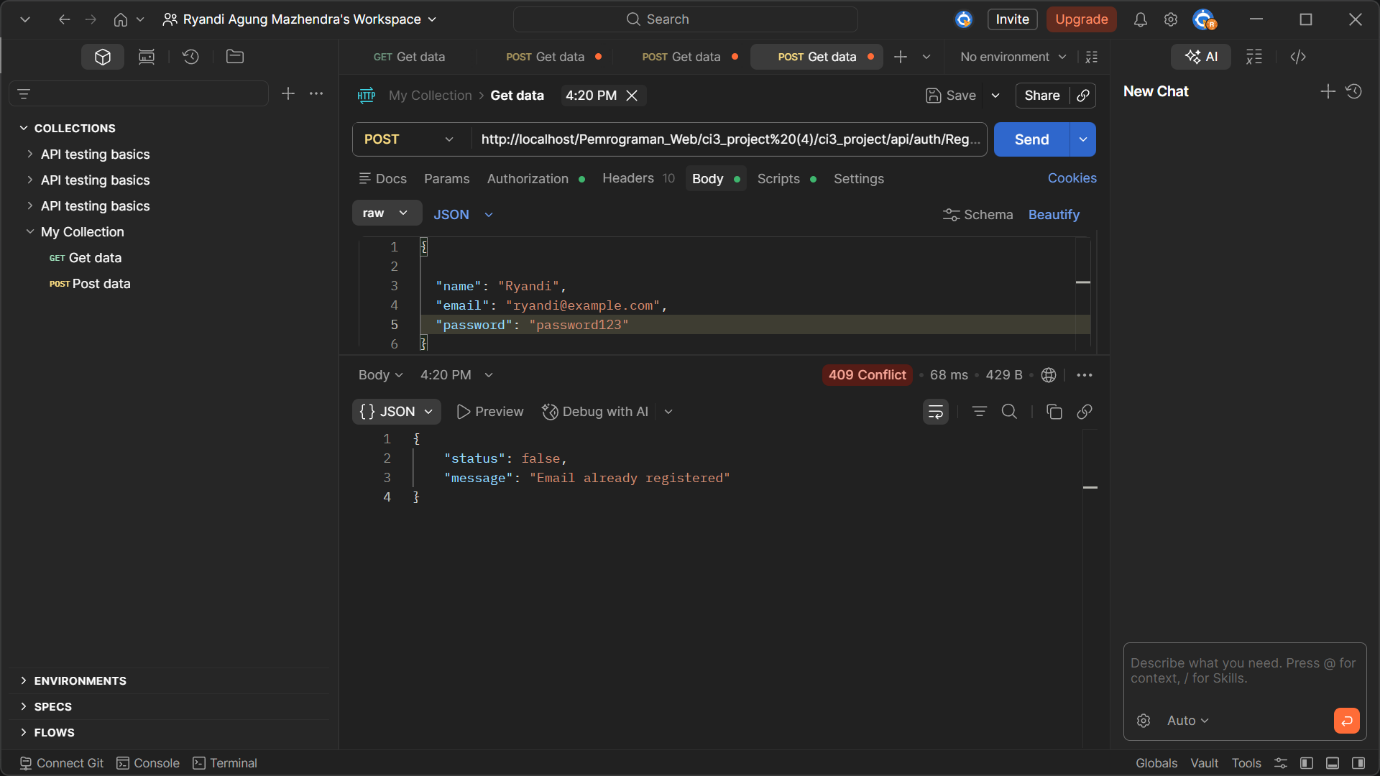 Ryandi Agung Mazhendra's Workspace
Search
Invite
Upgrade
GET Get data
POST Get data
POST Get data
POST Get data
No environment
AI
My Collection > Get data
4:20 PM
Save
Share
New Chat
COLLECTIONS
API testing basics
API testing basics
API testing basics
My Collection
GET Get data
POST Post data
POST
http://localhost/Pemrograman_Web/ci3_project%20(4)/ci3_project/api/auth/Reg...
Send
Docs
Params
Authorization
Headers 10
Body
Scripts
Settings
Cookies
raw
JSON
Schema
Beautify
1 {
2
3 "name": "Ryandi",
4 "email": "ryandi@example.com",
5 "password": "password123"
6 }
Body
4:20 PM
409 Conflict
68 ms
429 B
{} JSON
Preview
Debug with AI
1 {
2 "status": false,
3 "message": "Email already registered"
4 }
Describe what you need. Press @ for
context, / for Skills.
Auto
ENVIRONMENTS
SPECS
FLOWS
Connect Git
Console
Terminal
Globals
Vault
Tools